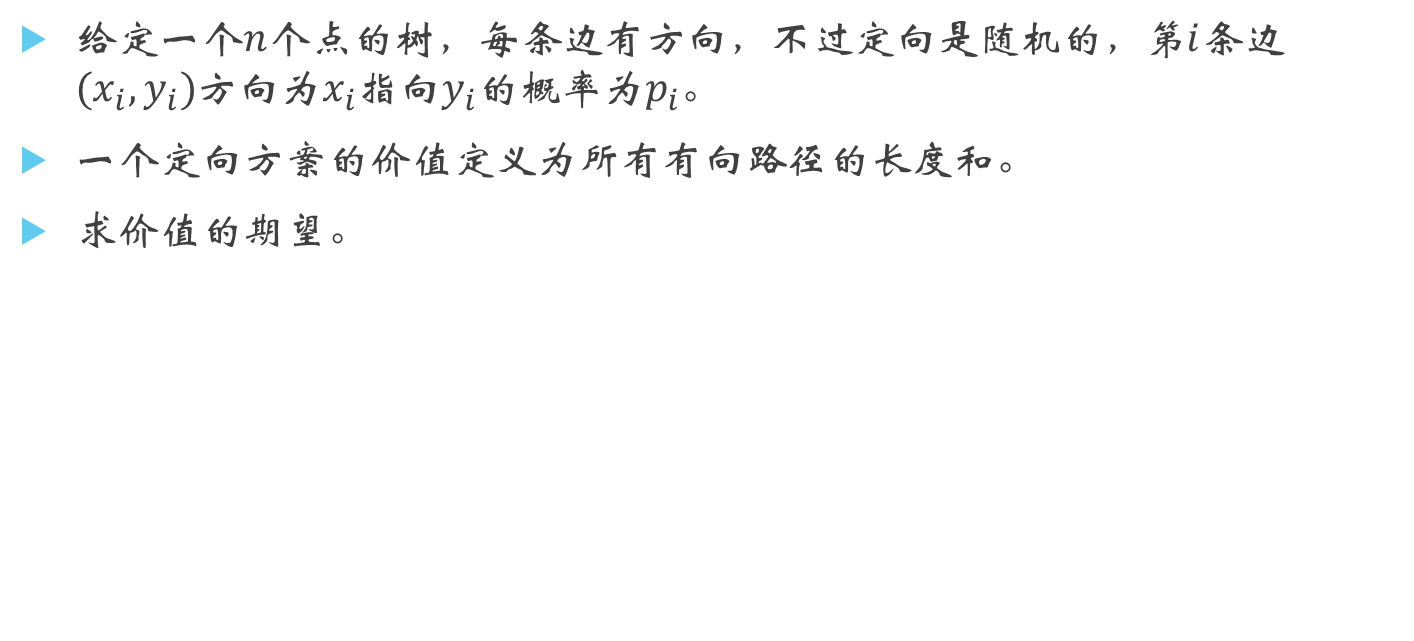 给定一个n个点的树，每条边有方向，不过定向是随机的，第i条边
(xᵢ, yᵢ)方向为xᵢ指向yᵢ的概率为pᵢ。
一个定向方案的价值定义为所有有向路径的长度和。
求价值的期望。